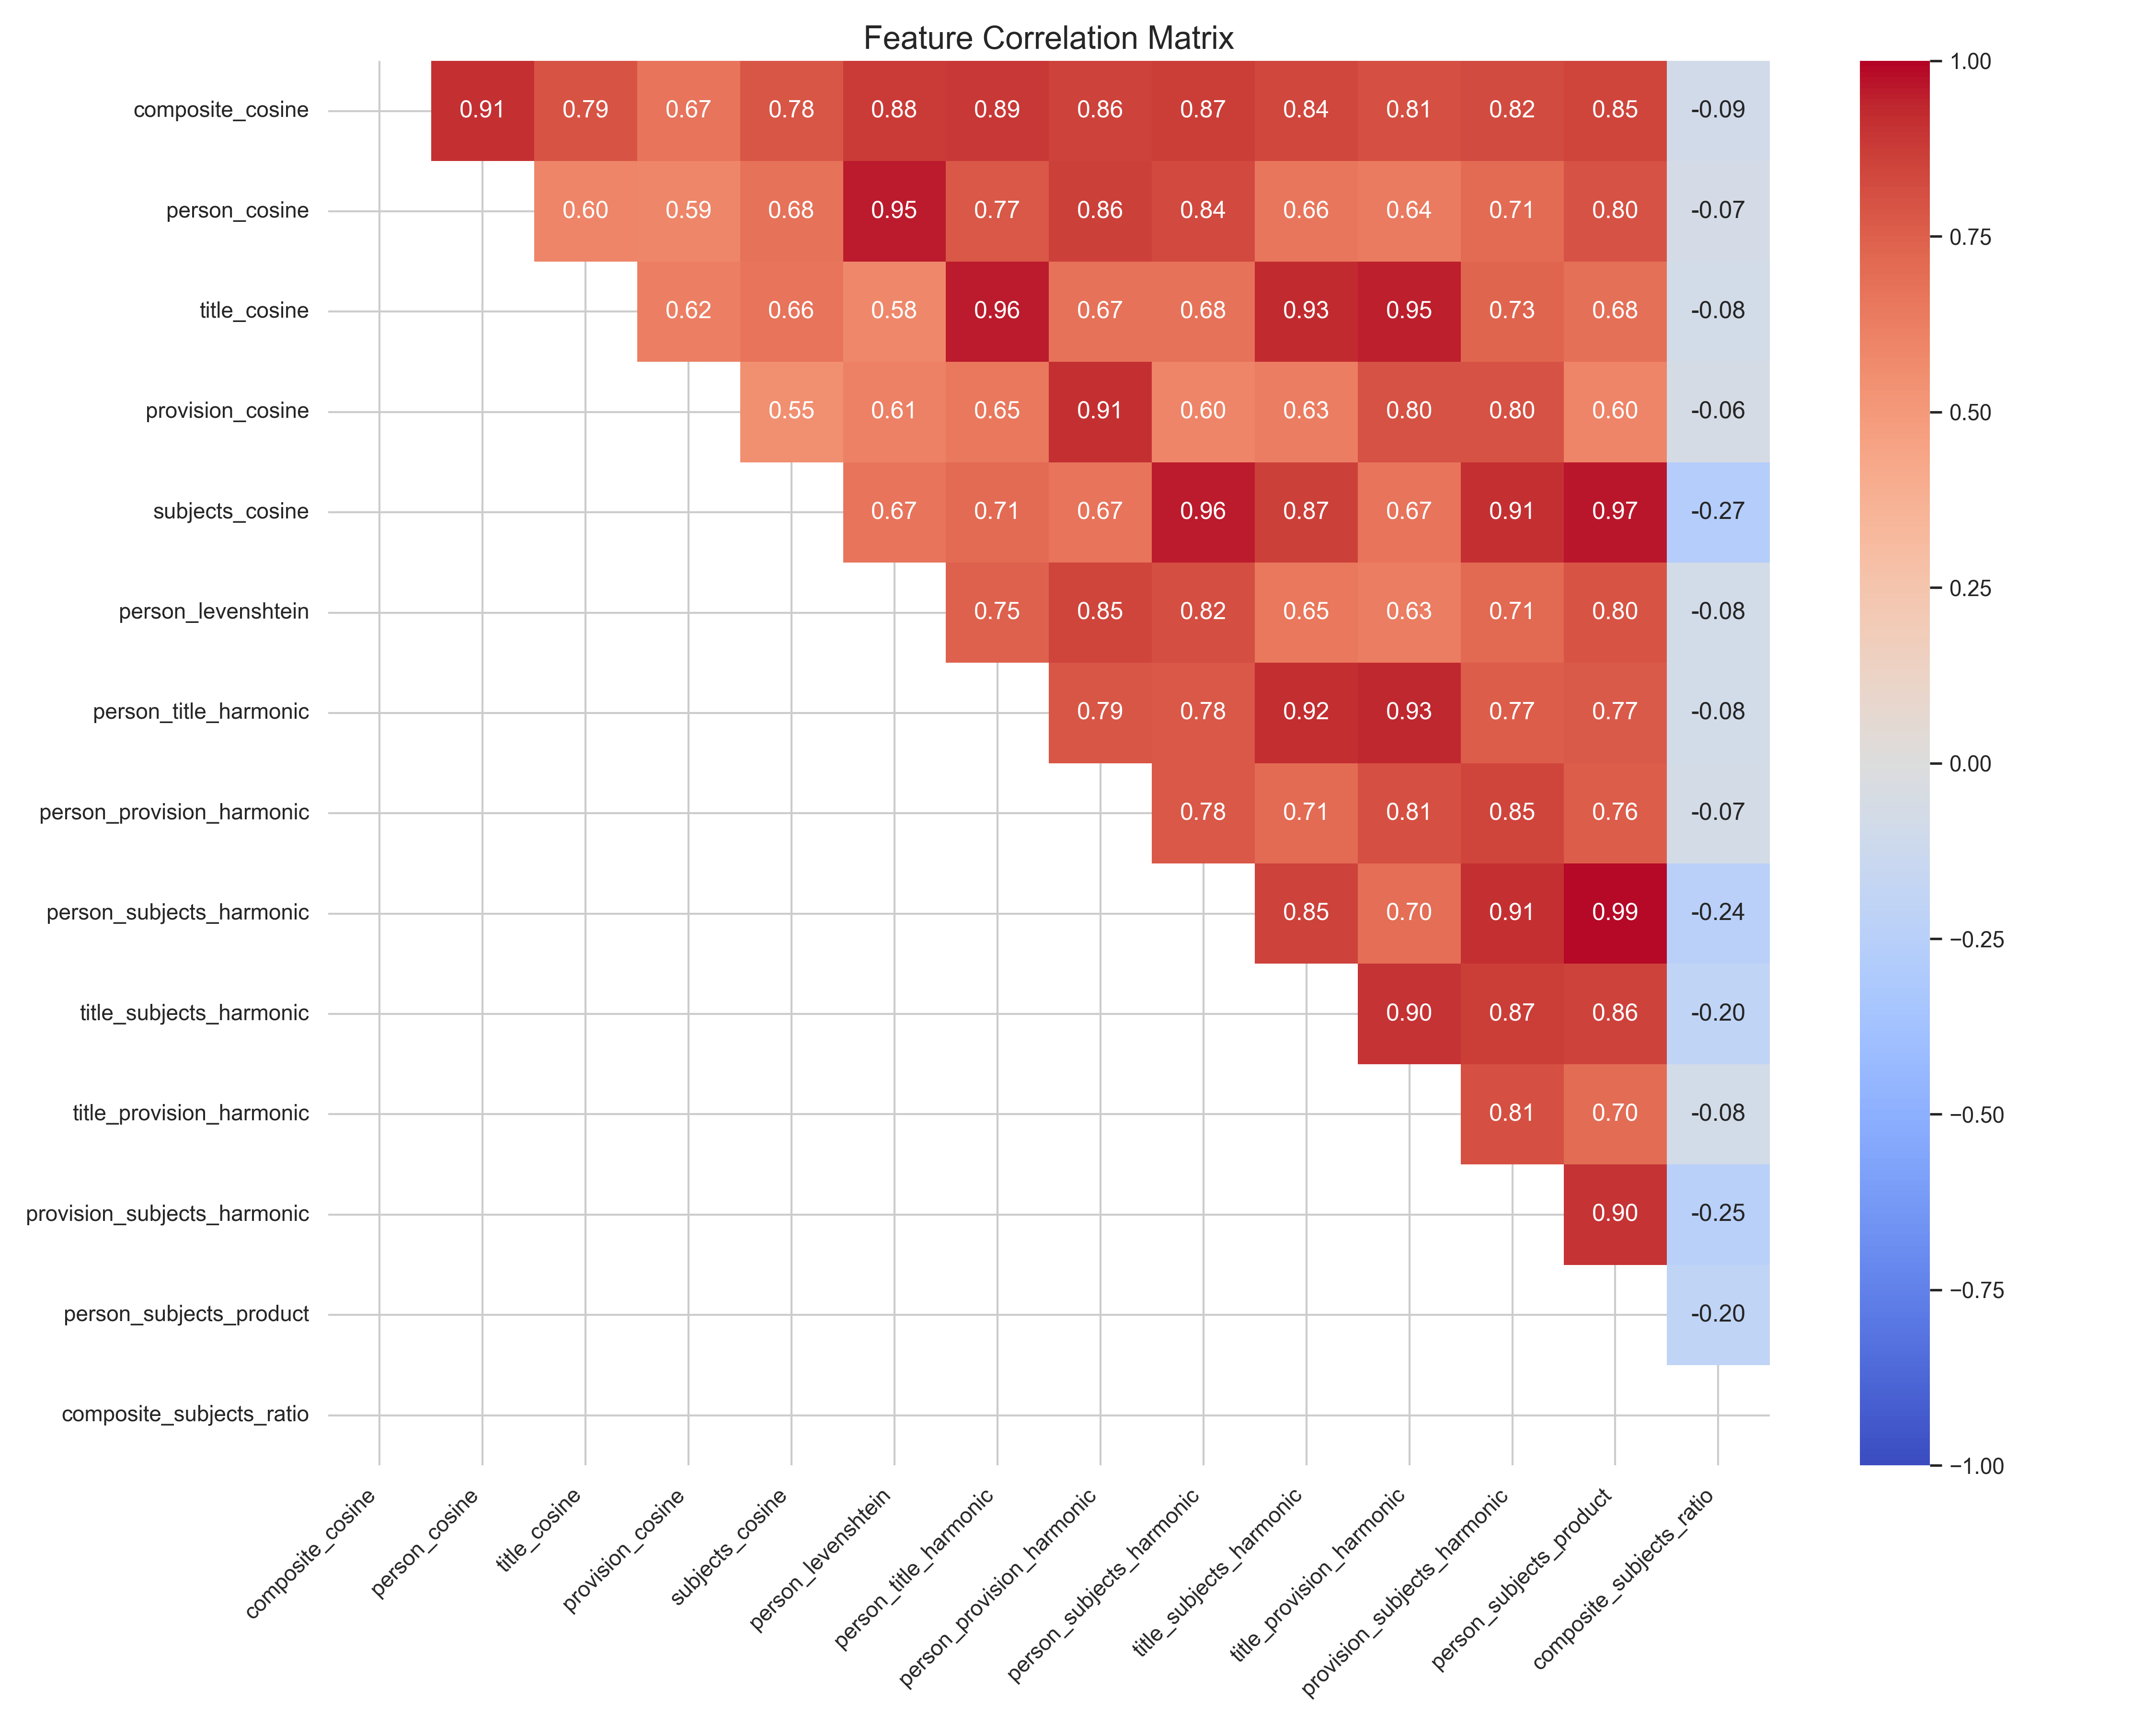 Feature Correlation Matrix
composite_cosine 0.91 0.79 0.67 0.78 0.88 0.89 0.86 0.87 0.84 0.81 0.82 0.85 -0.09
person_cosine 0.60 0.59 0.68 0.95 0.77 0.86 0.84 0.66 0.64 0.71 0.80 -0.07
title_cosine 0.62 0.66 0.58 0.96 0.67 0.68 0.93 0.95 0.73 0.68 -0.08
provision_cosine 0.55 0.61 0.65 0.91 0.60 0.63 0.80 0.80 0.60 -0.06
subjects_cosine 0.67 0.71 0.67 0.96 0.87 0.67 0.91 0.97 -0.27
person_levenshtein 0.75 0.85 0.82 0.65 0.63 0.71 0.80 -0.08
person_title_harmonic 0.79 0.78 0.92 0.93 0.77 0.77 -0.08
person_provision_harmonic 0.78 0.71 0.81 0.85 0.76 -0.07
person_subjects_harmonic 0.85 0.70 0.91 0.99 -0.24
title_subjects_harmonic 0.90 0.87 0.86 -0.20
title_provision_harmonic 0.81 0.70 -0.08
provision_subjects_harmonic 0.90 -0.25
person_subjects_product -0.20
composite_subjects_ratio
composite_cosine
person_cosine
title_cosine
provision_cosine
subjects_cosine
person_levenshtein
person_title_harmonic
person_provision_harmonic
person_subjects_harmonic
title_subjects_harmonic
title_provision_harmonic
provision_subjects_harmonic
person_subjects_product
composite_subjects_ratio
1.00
0.75
0.50
0.25
0.00
−0.25
−0.50
−0.75
−1.00